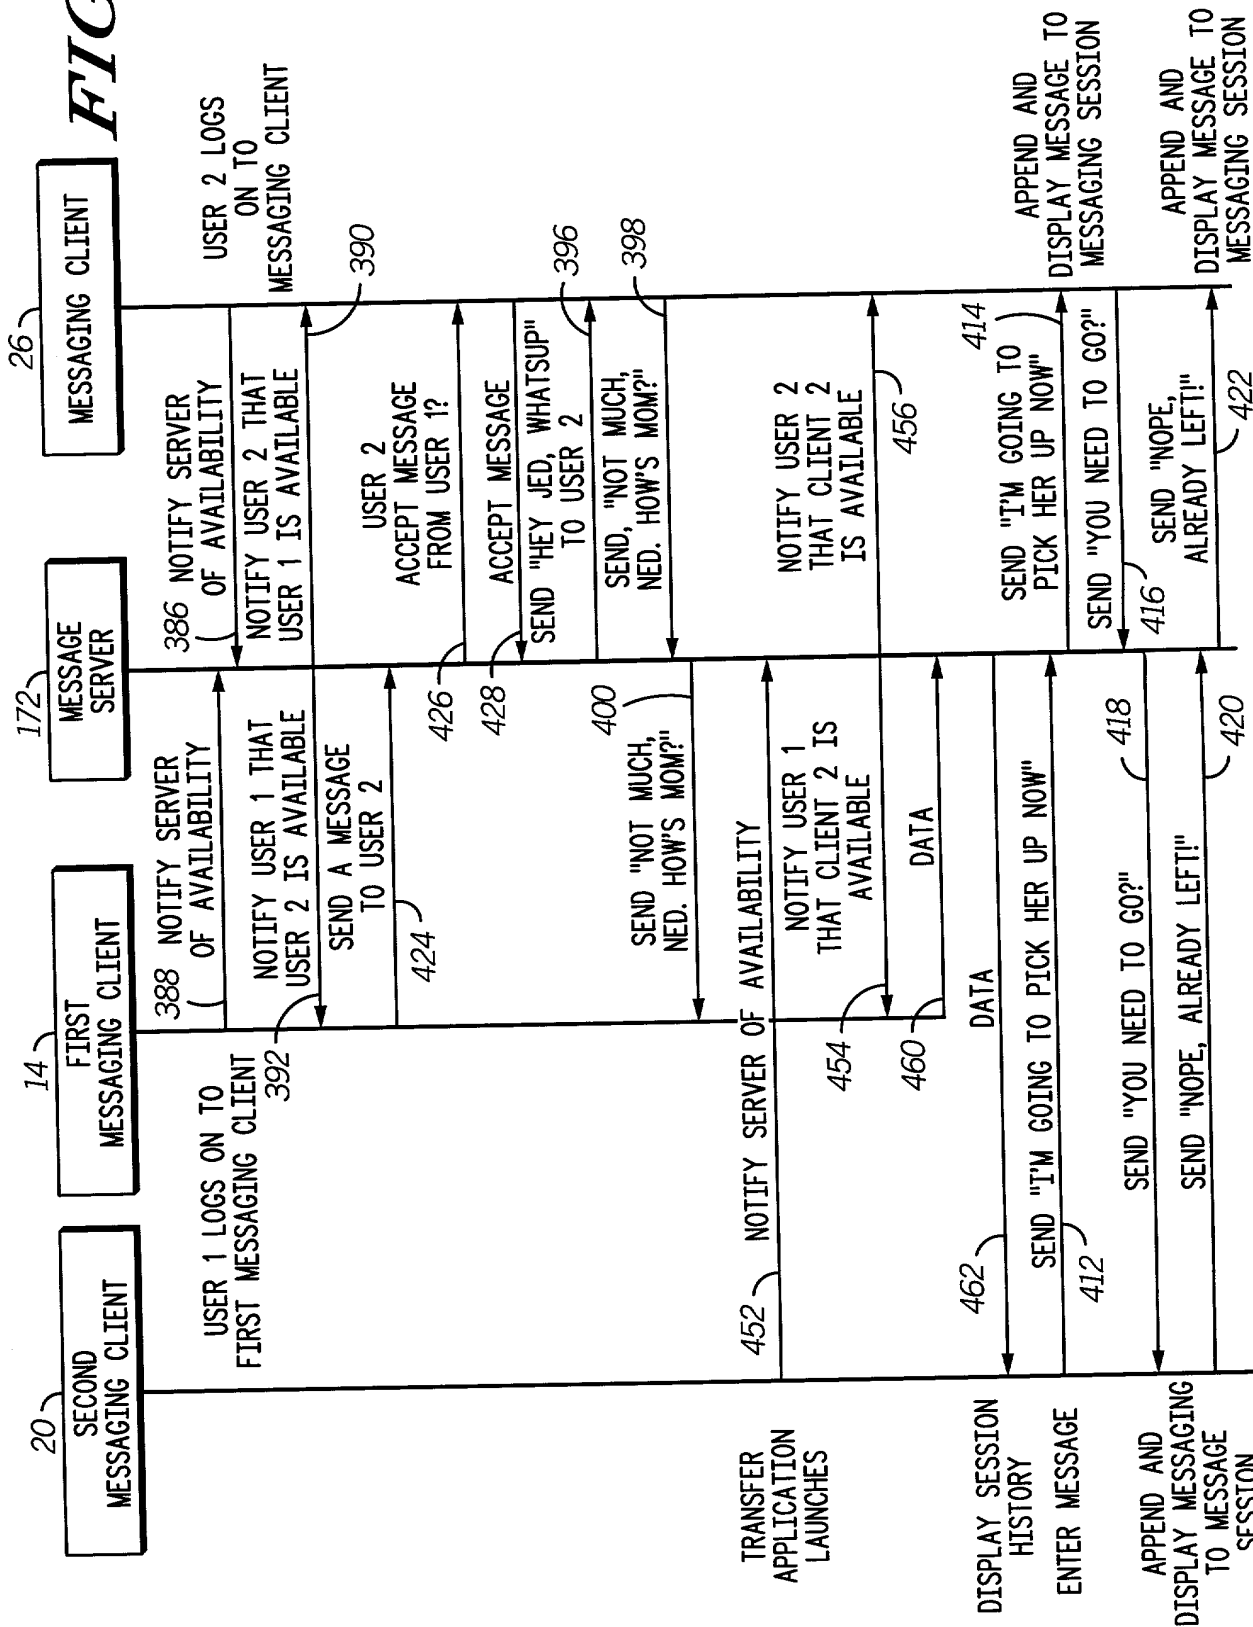 FIG
20
SECOND
MESSAGING CLIENT
14
FIRST
MESSAGING CLIENT
172
MESSAGE
SERVER
26
MESSAGING CLIENT
USER 2 LOGS
ON TO
MESSAGING CLIENT
386 NOTIFY SERVER
OF AVAILABILITY
388 NOTIFY SERVER
OF AVAILABILITY
USER 1 LOGS ON TO
FIRST MESSAGING CLIENT
NOTIFY USER 2 THAT
USER 1 IS AVAILABLE
390
NOTIFY USER 1 THAT
USER 2 IS AVAILABLE
392
SEND A MESSAGE
TO USER 2
424
USER 2
ACCEPT MESSAGE
FROM USER 1?
426
ACCEPT MESSAGE
428
SEND "HEY JED, WHATSUP"
TO USER 2
396
SEND, "NOT MUCH,
NED. HOW'S MOM?"
398
400
SEND "NOT MUCH,
NED. HOW'S MOM?"
TRANSFER
APPLICATION
LAUNCHES
452
NOTIFY SERVER OF AVAILABILITY
NOTIFY USER 1
THAT CLIENT 2 IS
AVAILABLE
454
NOTIFY USER 2
THAT CLIENT 2
IS AVAILABLE
456
DATA
460
DATA
462
DISPLAY SESSION
HISTORY
ENTER MESSAGE
SEND "I'M GOING TO PICK HER UP NOW"
412
SEND "I'M GOING TO
PICK HER UP NOW"
414
APPEND AND
DISPLAY MESSAGE TO
MESSAGING SESSION
SEND "YOU NEED TO GO?"
416
SEND "YOU NEED TO GO?"
418
APPEND AND
DISPLAY MESSAGING
TO MESSAGE
SESSION
SEND "NOPE, ALREADY LEFT!"
420
SEND "NOPE,
ALREADY LEFT!"
422
APPEND AND
DISPLAY MESSAGE TO
MESSAGING SESSION